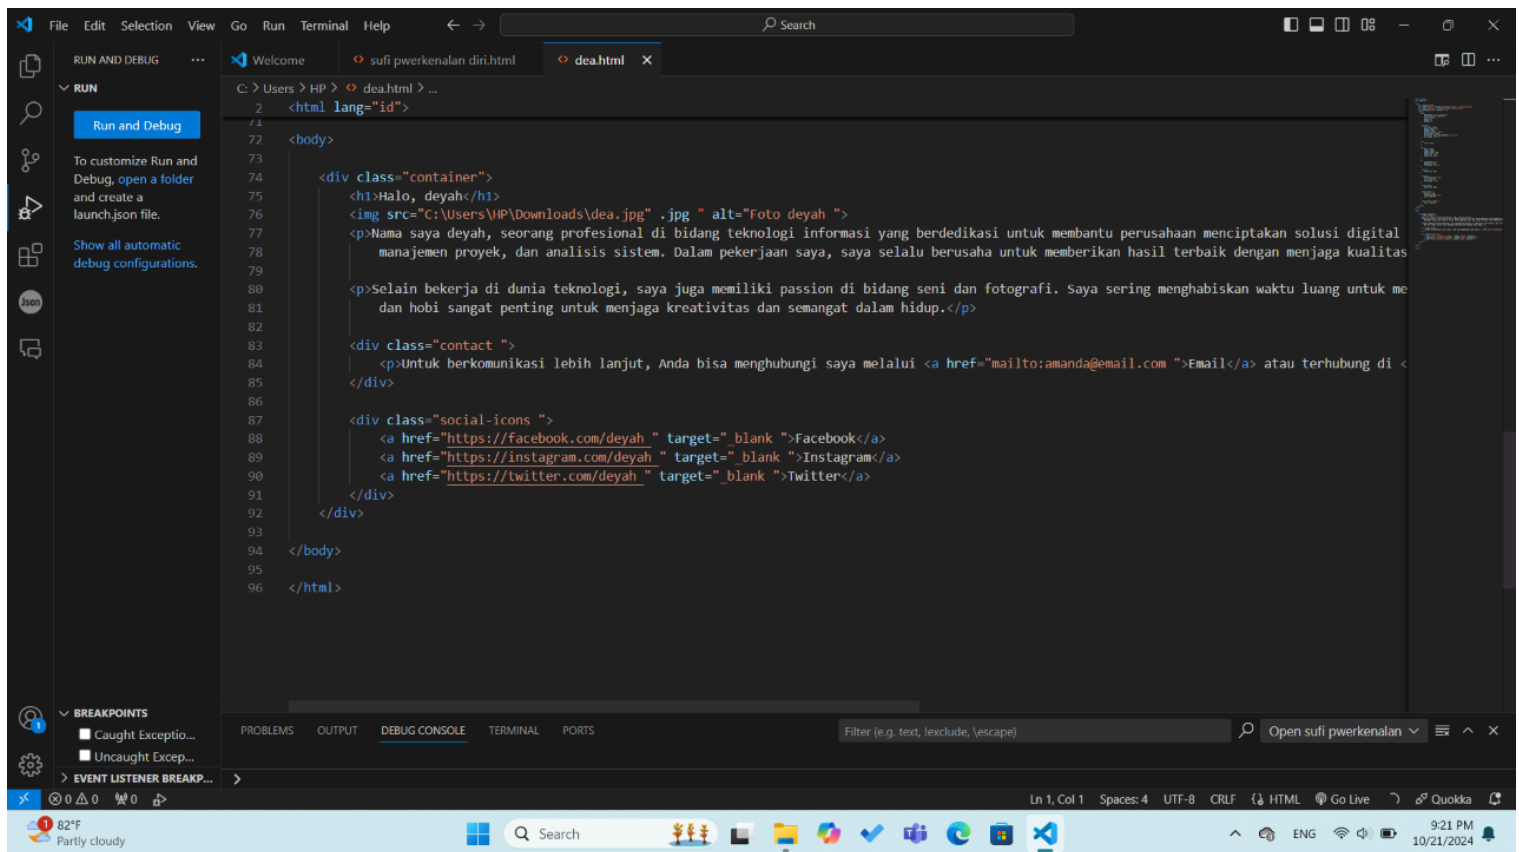 File Edit Selection View Go Run Terminal Help
Search
RUN AND DEBUG ...
Welcome
sufi pwerkenalan diri.html
dea.html
RUN
C: > Users > HP > dea.html > ...
Run and Debug
To customize Run and
Debug, open a folder
and create a
launch.json file.
Show all automatic
debug configurations.
Json
2 <html lang="id">
71
72 <body>
73
74 <div class="container">
75 <h1>Halo, deyah</h1>
76 <img src="C:\Users\HP\Downloads\dea.jpg" .jpg " alt="Foto deyah ">
77 <p>Nama saya deyah, seorang profesional di bidang teknologi informasi yang berdedikasi untuk membantu perusahaan menciptakan solusi digital
78 manajemen proyek, dan analisis sistem. Dalam pekerjaan saya, saya selalu berusaha untuk memberikan hasil terbaik dengan menjaga kualitas
79
80 <p>Selain bekerja di dunia teknologi, saya juga memiliki passion di bidang seni dan fotografi. Saya sering menghabiskan waktu luang untuk me
81 dan hobi sangat penting untuk menjaga kreativitas dan semangat dalam hidup.</p>
82
83 <div class="contact ">
84 <p>Untuk berkomunikasi lebih lanjut, Anda bisa menghubungi saya melalui <a href="mailto:amanda@email.com ">Email</a> atau terhubung di <
85 </div>
86
87 <div class="social-icons ">
88 <a href="https://facebook.com/deyah " target="_blank ">Facebook</a>
89 <a href="https://instagram.com/deyah " target="_blank ">Instagram</a>
90 <a href="https://twitter.com/deyah " target="_blank ">Twitter</a>
91 </div>
92 </div>
93
94 </body>
95
96 </html>
BREAKPOINTS
Caught Exceptio...
Uncaught Excep...
EVENT LISTENER BREAKP...
1
PROBLEMS OUTPUT DEBUG CONSOLE TERMINAL PORTS
Filter (e.g. text, !exclude, \escape)
Open sufi pwerkenalan
>
0 0 0
Ln 1, Col 1 Spaces: 4 UTF-8 CRLF HTML Go Live Quokka
1
82°F
Partly cloudy
Search
ENG
9:21 PM
10/21/2024